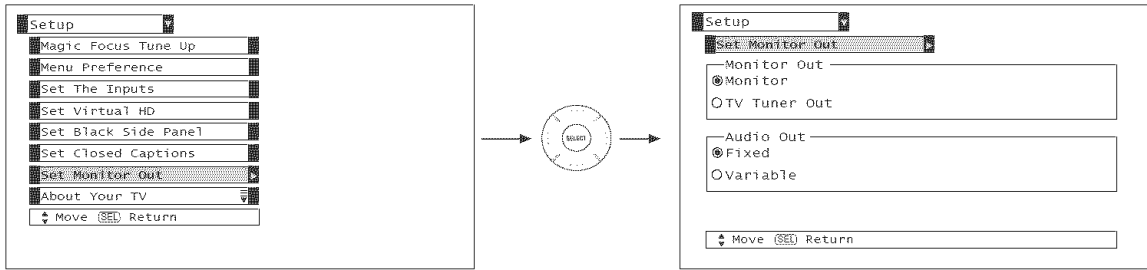 Setup
Magic Focus Tune Up
Menu Preference
Set The Inputs
Set Virtual HD
Set Black Side Panel
Set Closed Captions
Set Monitor Out
About Your TV
Move SEL Return
SELECT
Setup
Set Monitor Out
Monitor Out
Monitor
TV Tuner Out
Audio Out
Fixed
Variable
Move SEL Return